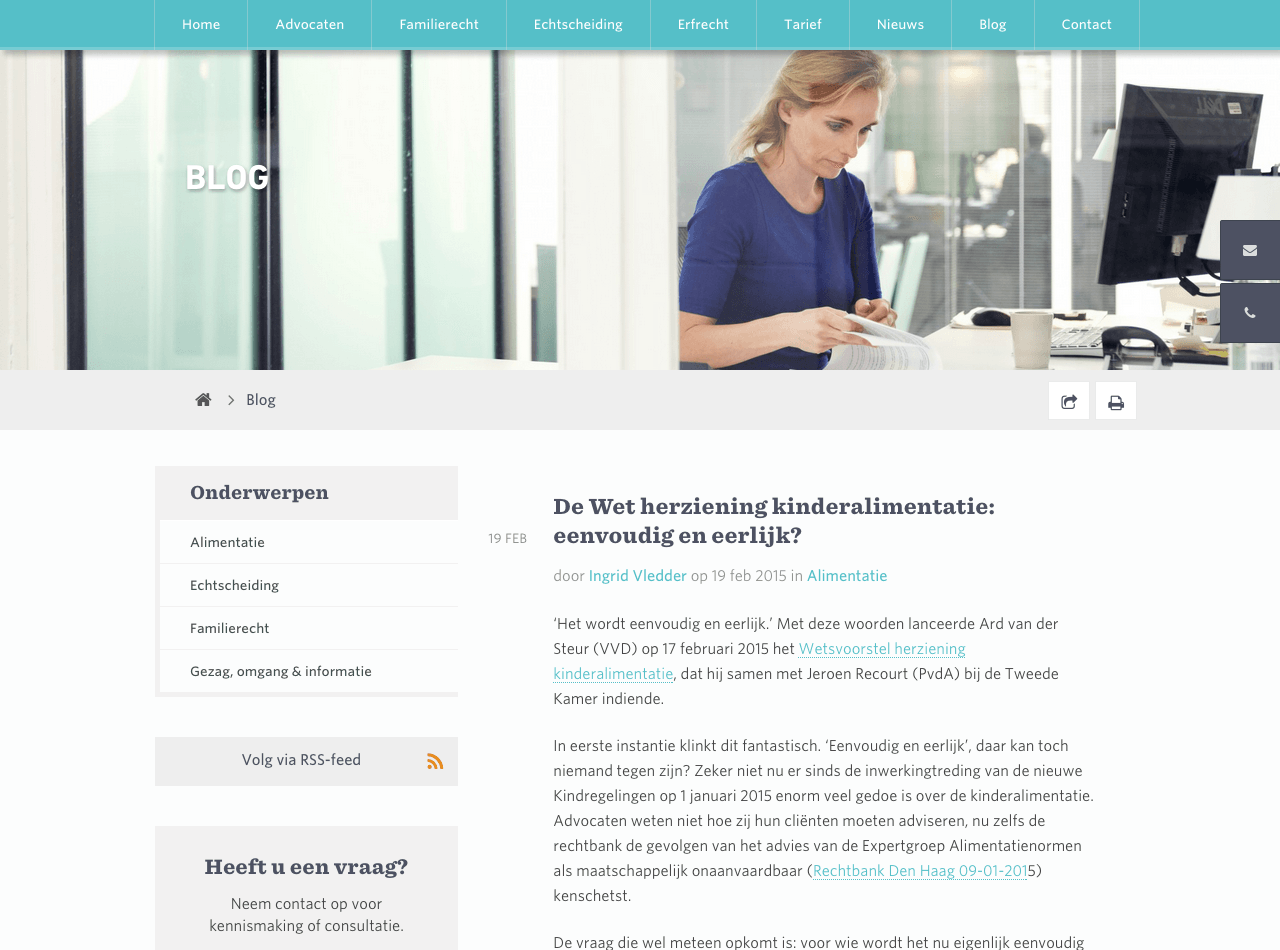 Home Advocaten Familierecht Echtscheiding Erfrecht Tarief Nieuws Blog Contact
BLOG
DELL
Blog
Onderwerpen
Alimentatie
Echtscheiding
Familierecht
Gezag, omgang & informatie
Volg via RSS-feed
Heeft u een vraag?
Neem contact op voor
kennismaking of consultatie.
19 FEB
De Wet herziening kinderalimentatie:
eenvoudig en eerlijk?
door Ingrid Vledder op 19 feb 2015 in Alimentatie
‘Het wordt eenvoudig en eerlijk.’ Met deze woorden lanceerde Ard van der
Steur (VVD) op 17 februari 2015 het Wetsvoorstel herziening
kinderalimentatie, dat hij samen met Jeroen Recourt (PvdA) bij de Tweede
Kamer indiende.
In eerste instantie klinkt dit fantastisch. ‘Eenvoudig en eerlijk’, daar kan toch
niemand tegen zijn? Zeker niet nu er sinds de inwerkingtreding van de nieuwe
Kindregelingen op 1 januari 2015 enorm veel gedoe is over de kinderalimentatie.
Advocaten weten niet hoe zij hun cliënten moeten adviseren, nu zelfs de
rechtbank de gevolgen van het advies van de Expertgroep Alimentatienormen
als maatschappelijk onaanvaardbaar (Rechtbank Den Haag 09-01-2015)
kenschetst.
De vraag die wel meteen opkomt is: voor wie wordt het nu eigenlijk eenvoudig